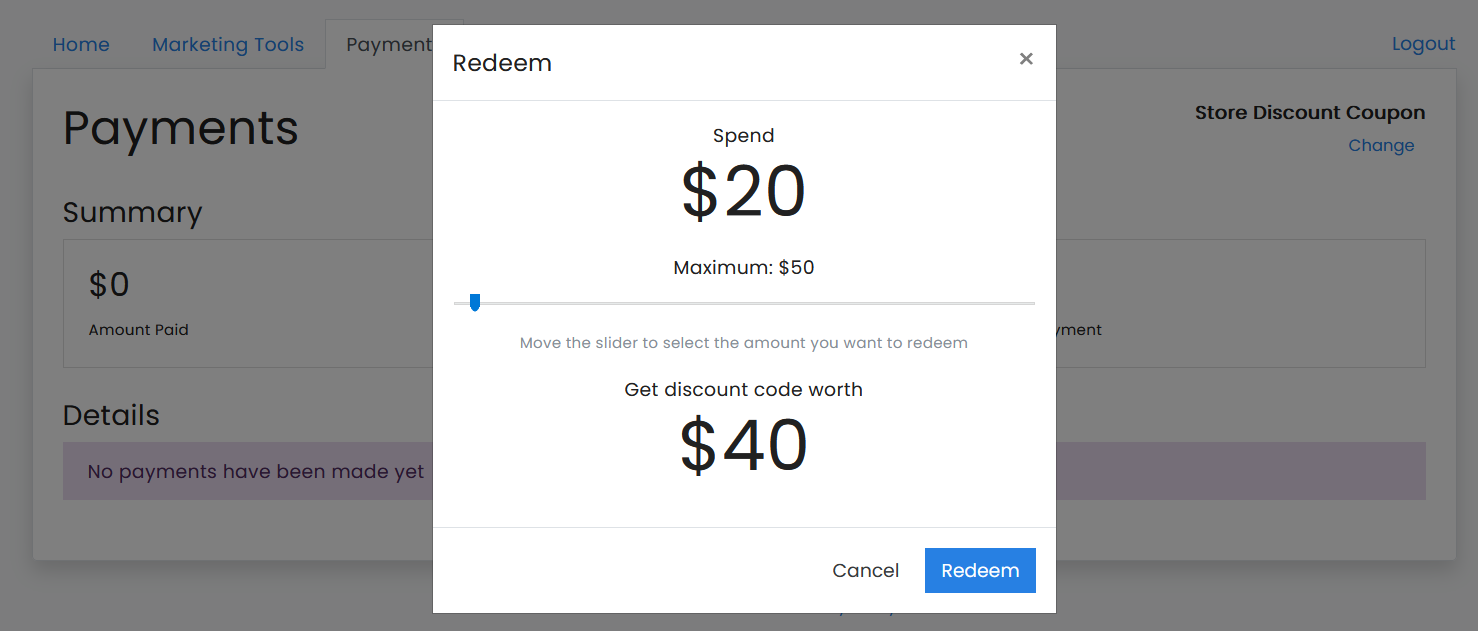 Home
Marketing Tools
Payment
Logout
Redeem
×
Payments
Store Discount Coupon
Change
Spend
$20
Summary
Maximum: $50
$0
Amount Paid
yment
Move the slider to select the amount you want to redeem
Get discount code worth
$40
Details
No payments have been made yet
Cancel
Redeem